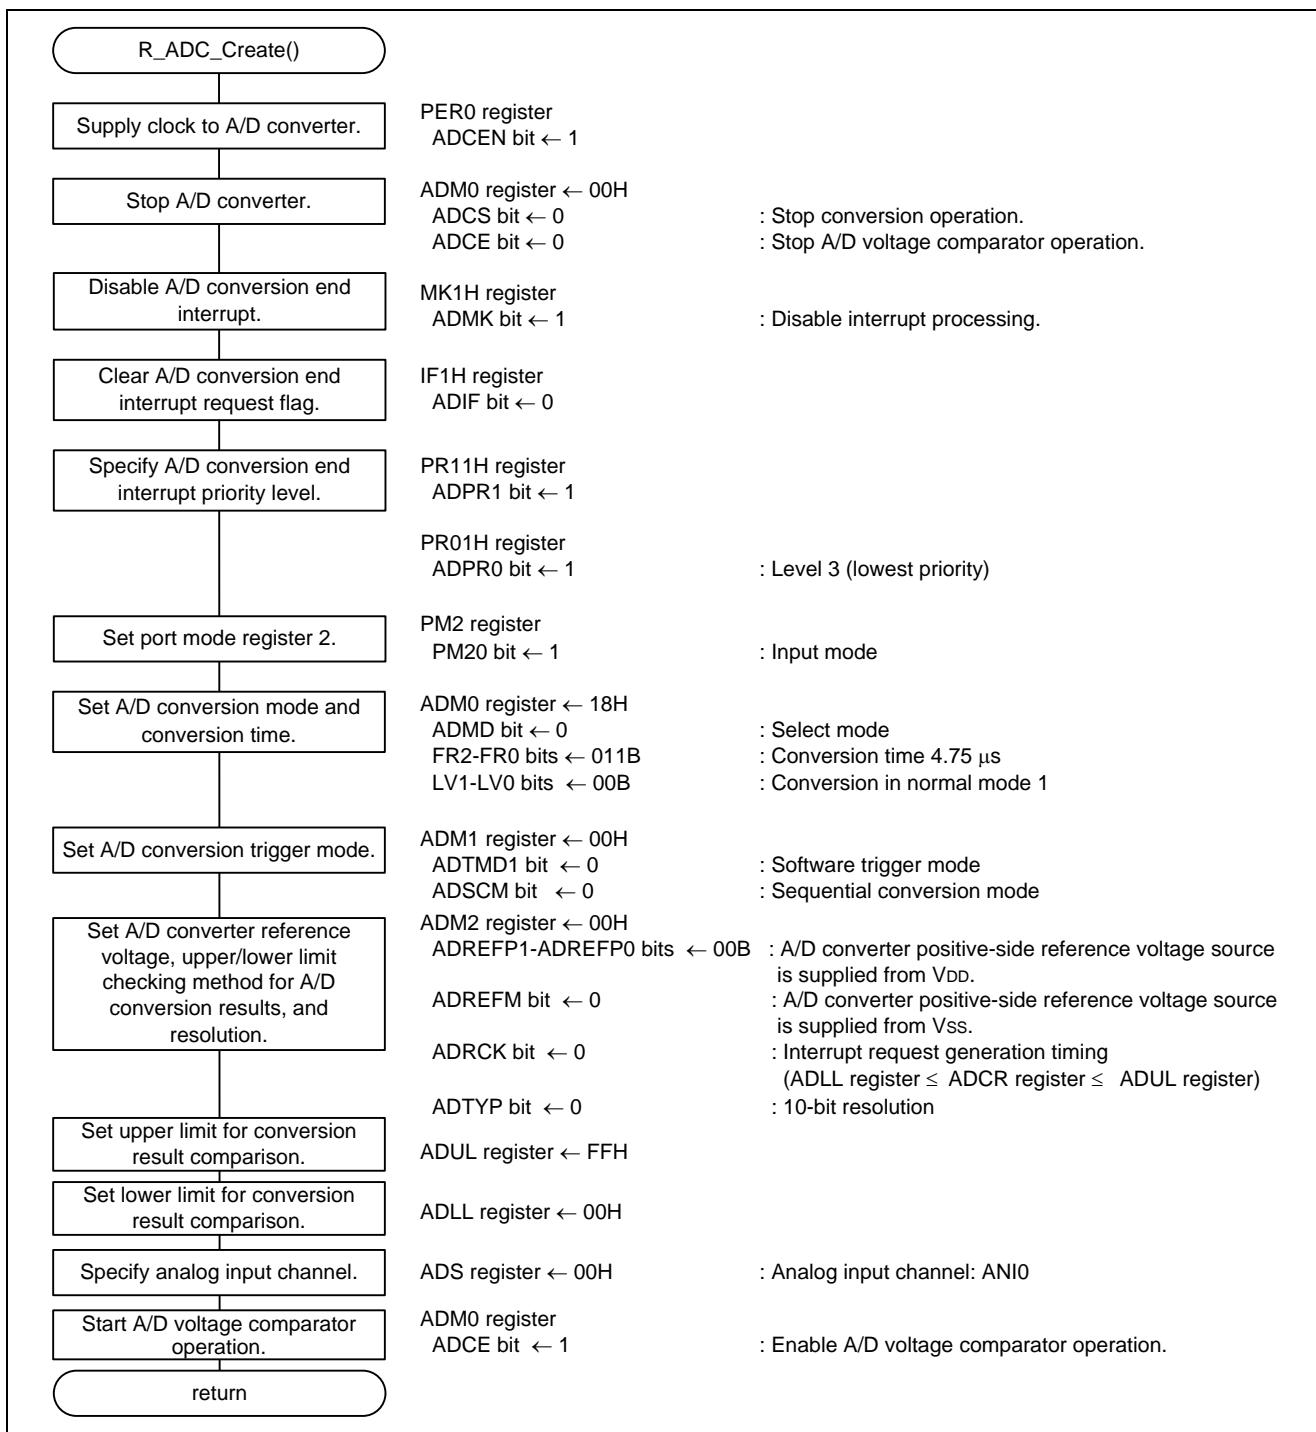 R_ADC_Create()
Supply clock to A/D converter.
PER0 register
ADCEN bit ← 1
Stop A/D converter.
ADM0 register ← 00H
ADCS bit ← 0 : Stop conversion operation.
ADCE bit ← 0 : Stop A/D voltage comparator operation.
Disable A/D conversion end
interrupt.
MK1H register
ADMK bit ← 1 : Disable interrupt processing.
Clear A/D conversion end
interrupt request flag.
IF1H register
ADIF bit ← 0
Specify A/D conversion end
interrupt priority level.
PR11H register
ADPR1 bit ← 1
PR01H register
ADPR0 bit ← 1 : Level 3 (lowest priority)
Set port mode register 2.
PM2 register
PM20 bit ← 1 : Input mode
Set A/D conversion mode and
conversion time.
ADM0 register ← 18H
ADMD bit ← 0 : Select mode
FR2-FR0 bits ← 011B : Conversion time 4.75 μs
LV1-LV0 bits ← 00B : Conversion in normal mode 1
Set A/D conversion trigger mode.
ADM1 register ← 00H
ADTMD1 bit ← 0 : Software trigger mode
ADSCM bit ← 0 : Sequential conversion mode
Set A/D converter reference
voltage, upper/lower limit
checking method for A/D
conversion results, and
resolution.
ADM2 register ← 00H
ADREFP1-ADREFP0 bits ← 00B : A/D converter positive-side reference voltage source
is supplied from VDD.
ADREFM bit ← 0 : A/D converter positive-side reference voltage source
is supplied from VSS.
ADRCK bit ← 0 : Interrupt request generation timing
(ADLL register ≤ ADCR register ≤ ADUL register)
ADTYP bit ← 0 : 10-bit resolution
Set upper limit for conversion
result comparison.
ADUL register ← FFH
Set lower limit for conversion
result comparison.
ADLL register ← 00H
Specify analog input channel.
ADS register ← 00H : Analog input channel: ANI0
Start A/D voltage comparator
operation.
ADM0 register
ADCE bit ← 1 : Enable A/D voltage comparator operation.
return